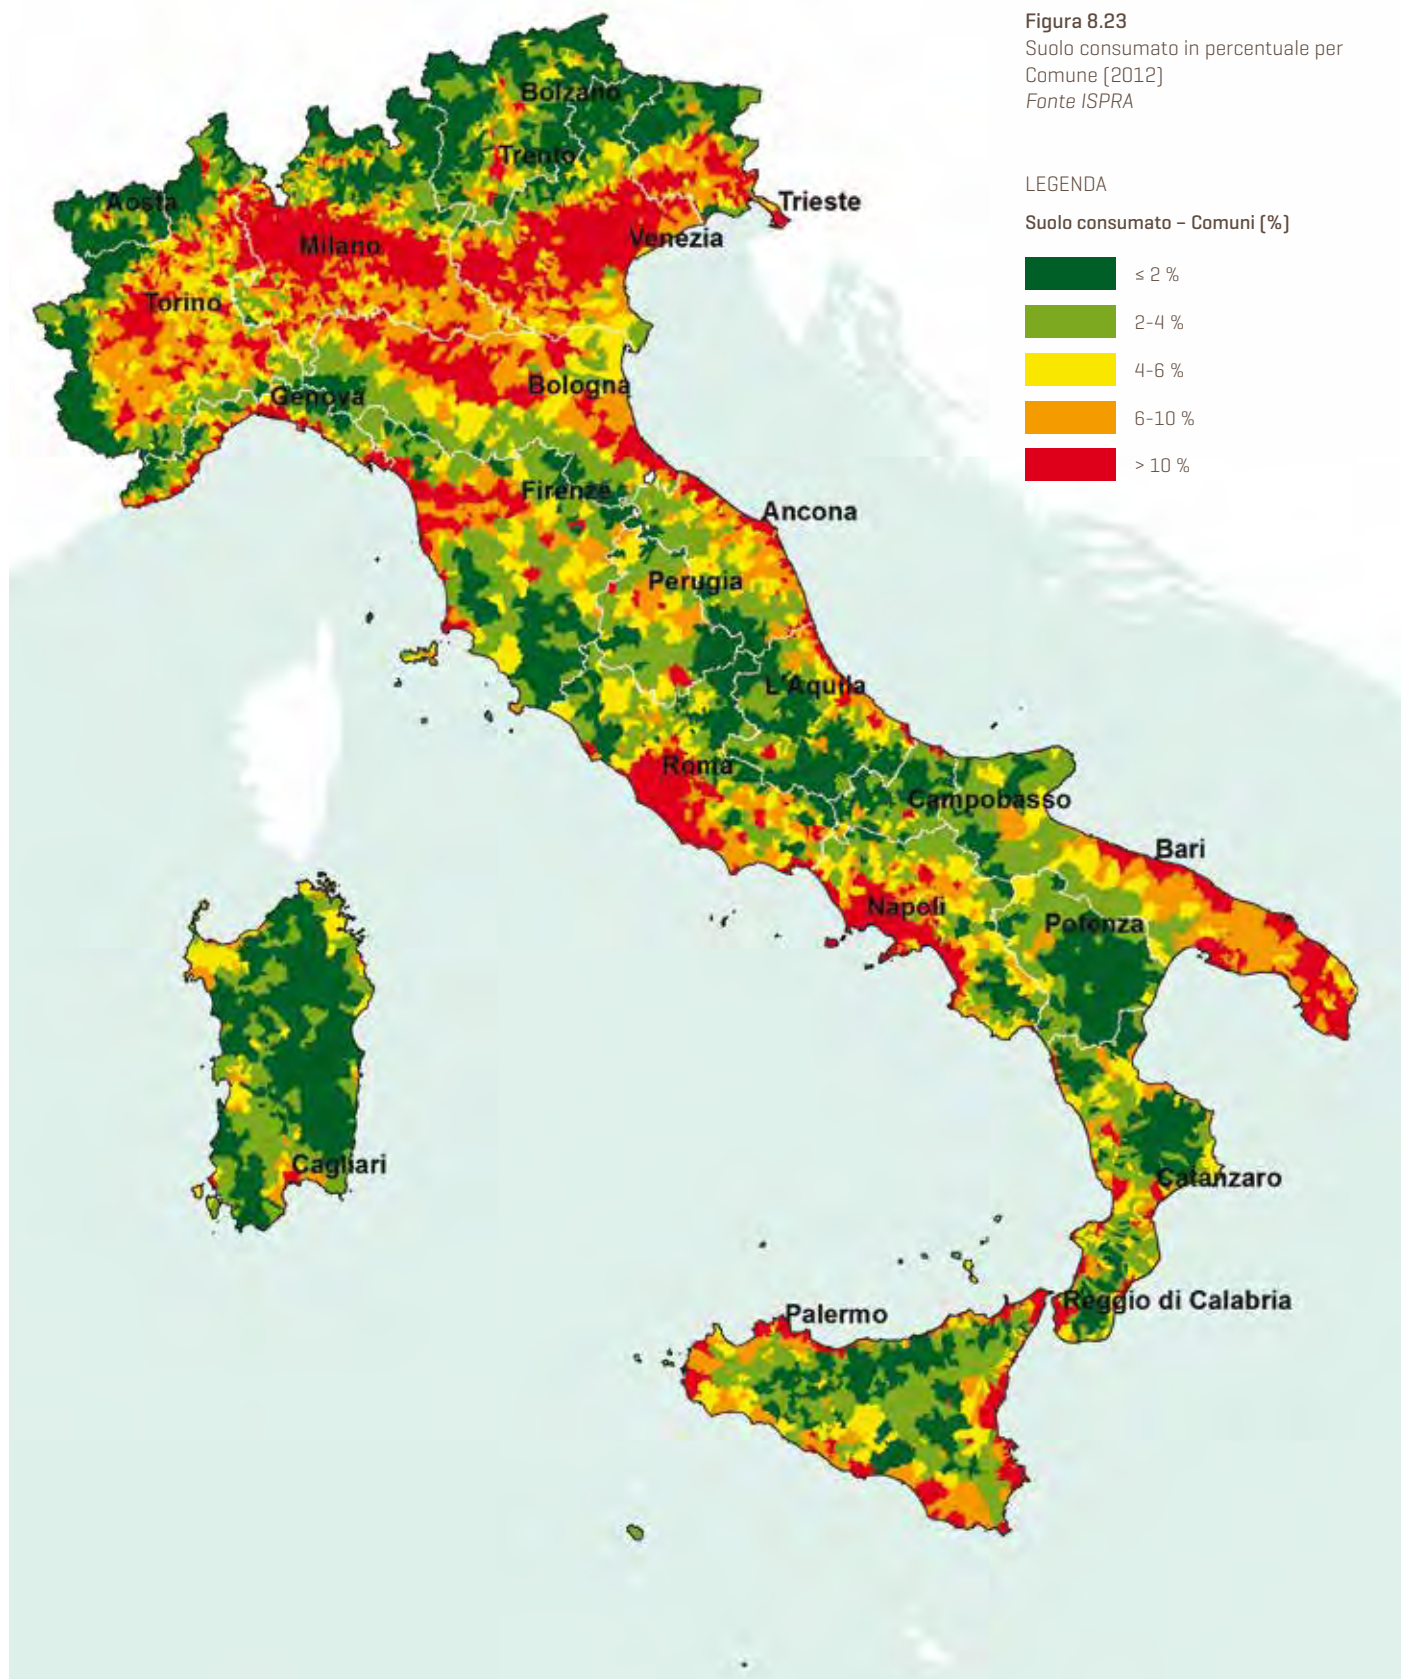 Figura 8.23
Suolo consumato in percentuale per
Comune (2012)
Fonte ISPRA
LEGENDA
Suolo consumato – Comuni (%)
≤ 2 %
2-4 %
4-6 %
6-10 %
> 10 %
Bolzano
Trento
Aosta
Trieste
Milano
Venezia
Torino
Bologna
Genova
Firenze
Ancona
Perugia
L'Aquila
Roma
Campobasso
Bari
Napoli
Potenza
Cagliari
Catanzaro
Reggio di Calabria
Palermo